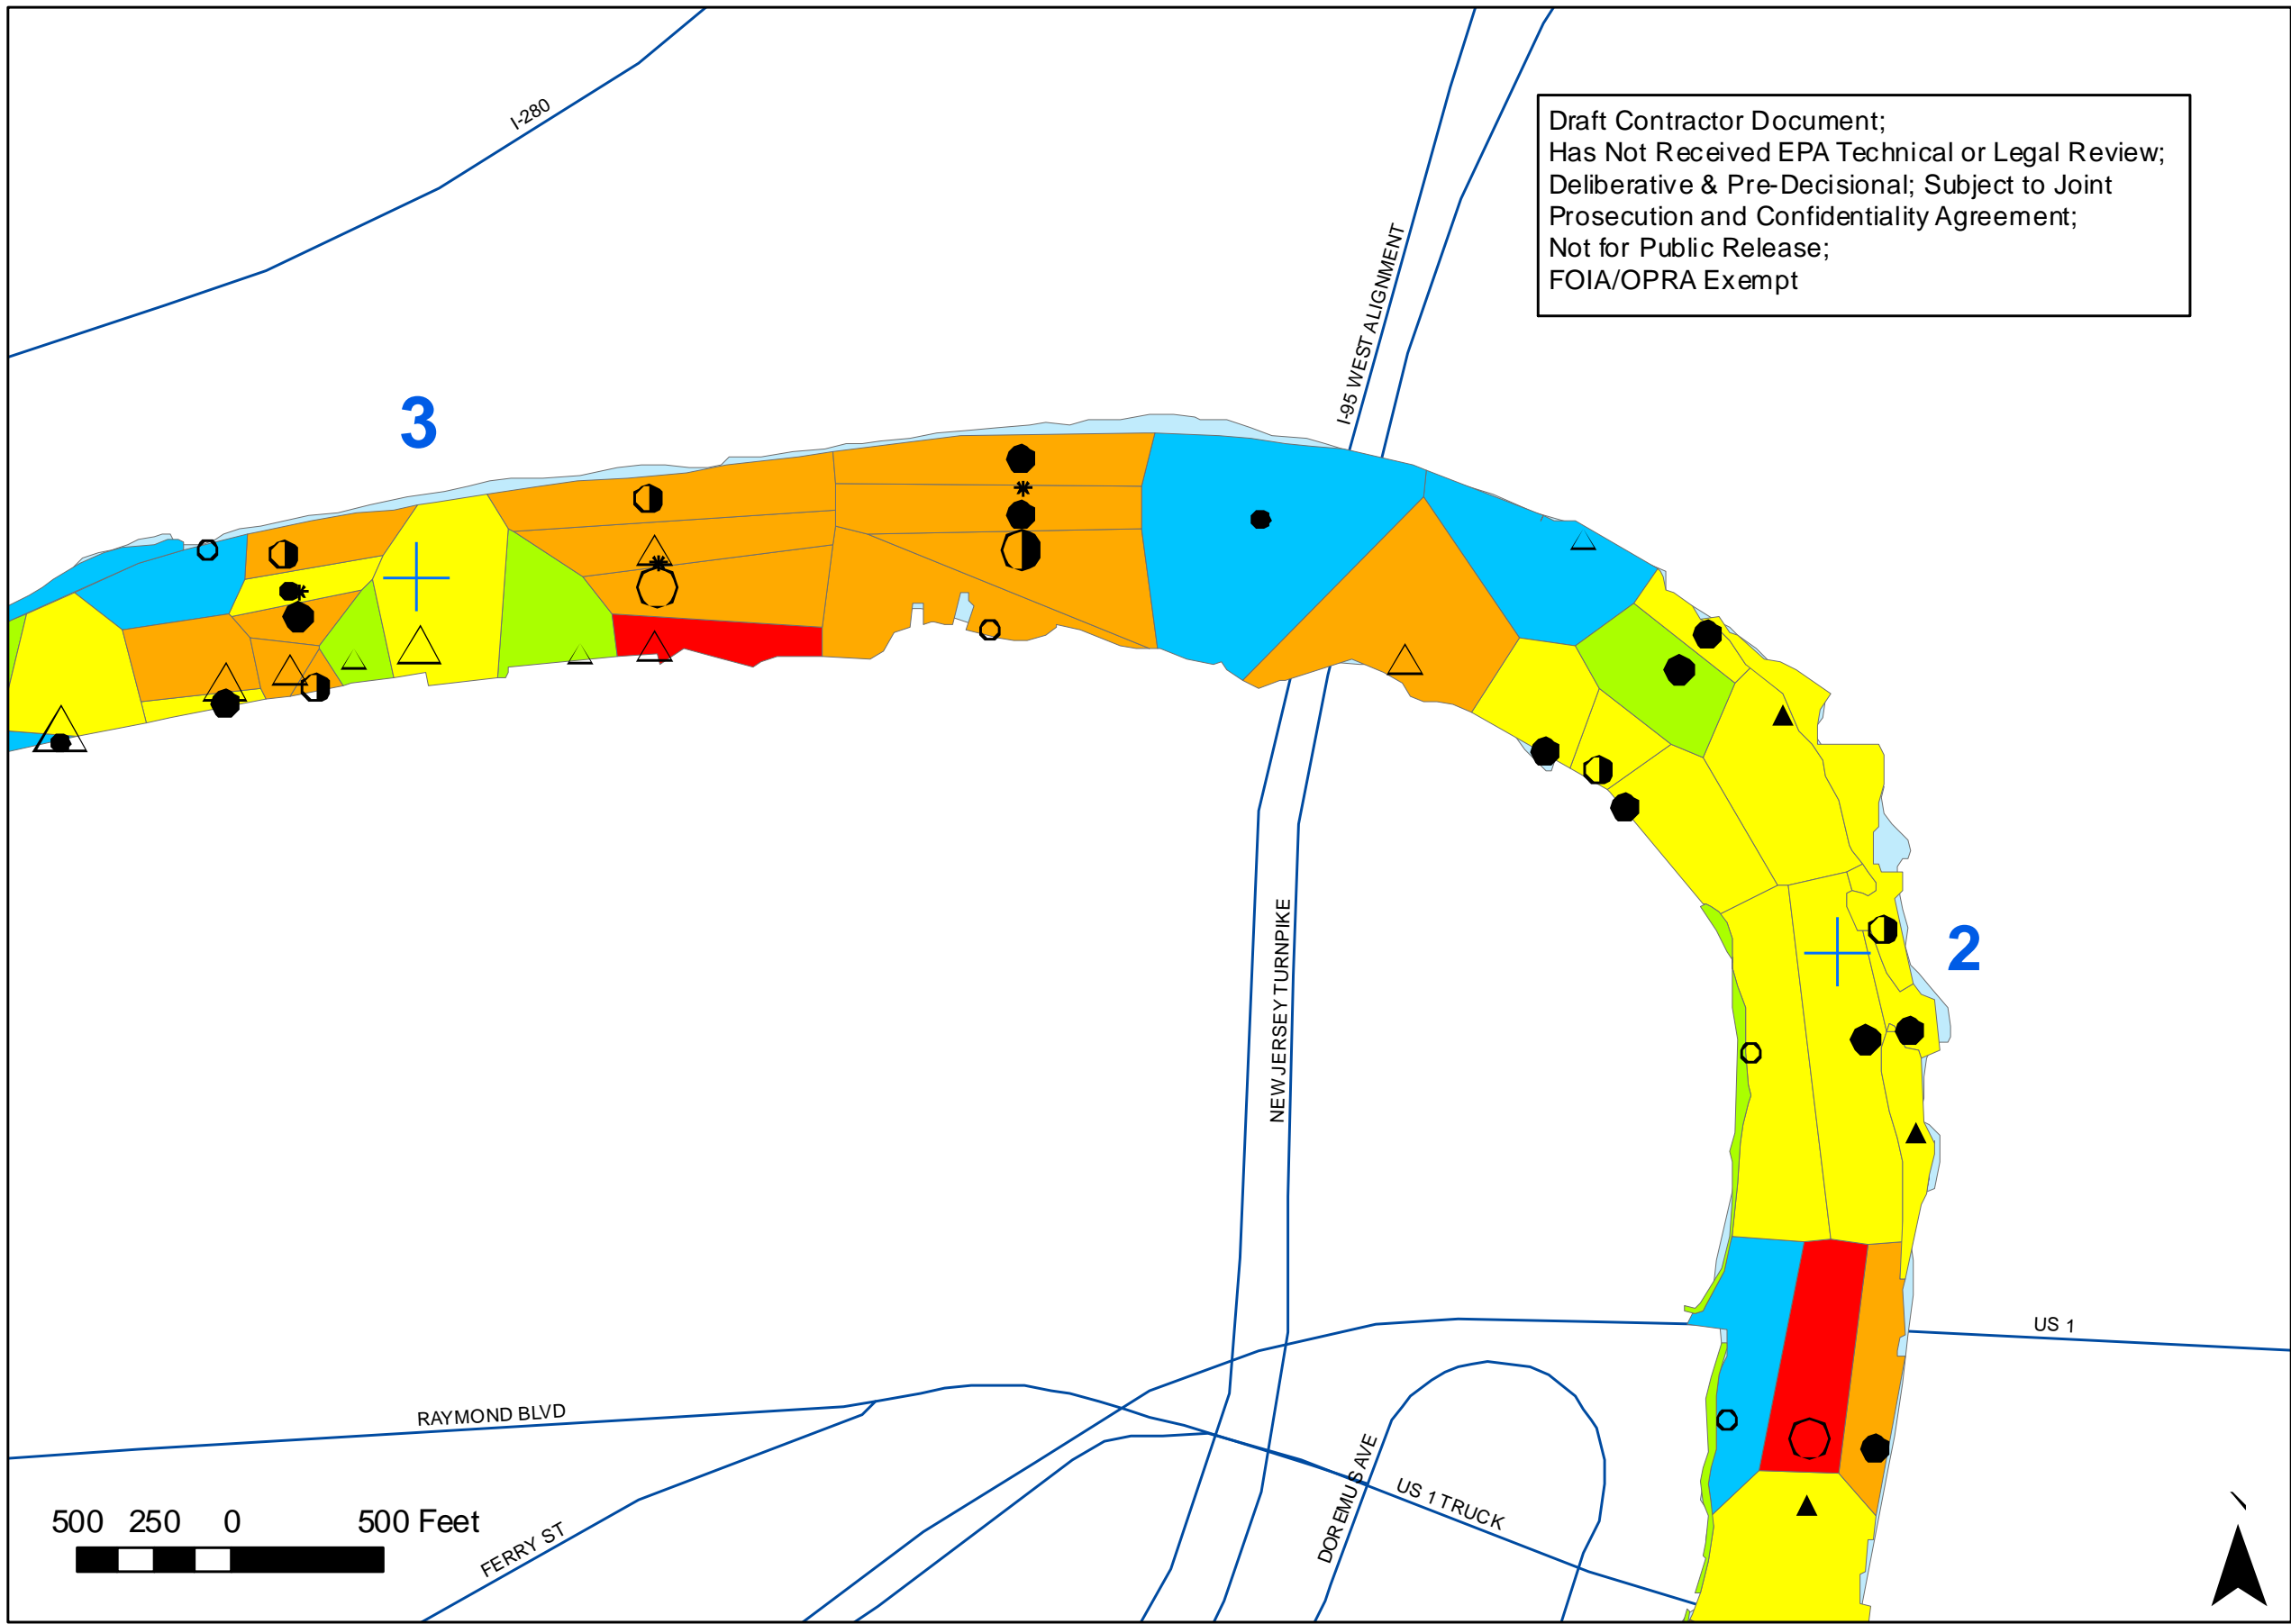 I-280
Draft Contractor Document;
Has Not Received EPA Technical or Legal Review;
Deliberative & Pre-Decisional; Subject to Joint
Prosecution and Confidentiality Agreement;
Not for Public Release;
FOIA/OPRA Exempt
I-95 WEST ALIGNMENT
3
2
NEW JERSEY TURNPIKE
US 1
RAYMOND BLVD
DOREMUS AVE
US 1 TRUCK
FERRY ST
500 250 0 500 Feet